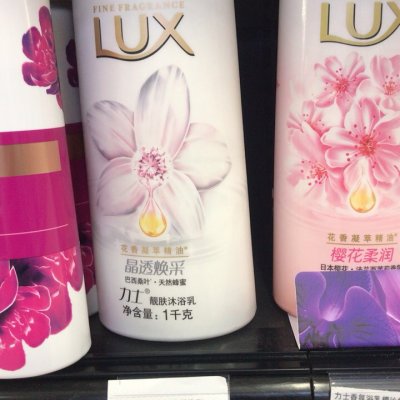 FINE FRAGRANCE
LUX
花香凝萃精油
晶透焕采
巴西桑叶·天然蜂蜜
力士® 靓肤沐浴乳
净含量：1千克
LUX
花香凝萃精油
樱花柔润
日本樱花·